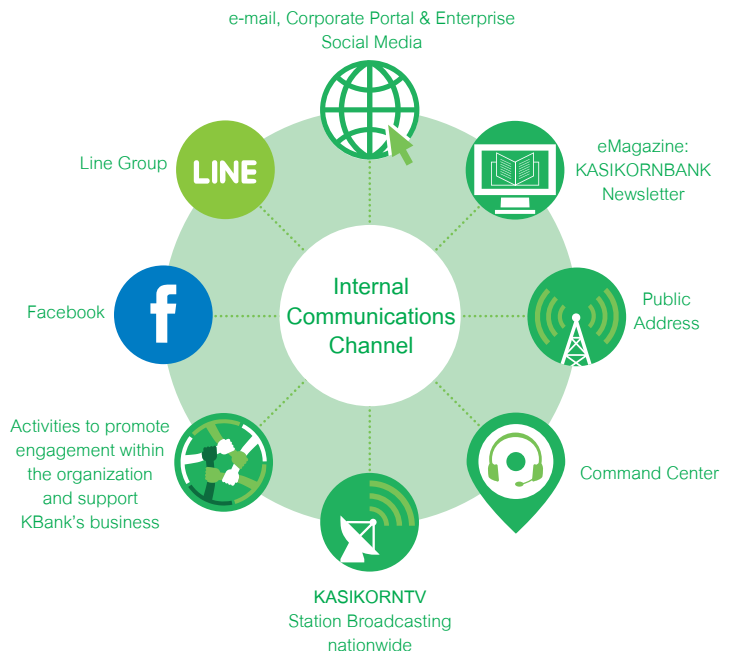 e-mail, Corporate Portal & Enterprise
Social Media
eMagazine:
KASIKORNBANK
Newsletter
Public
Address
Command Center
KASIKORNTV
Station Broadcasting
nationwide
Activities to promote
engagement within
the organization
and support
KBank's business
Facebook
f
Line Group
LINE
Internal
Communications
Channel